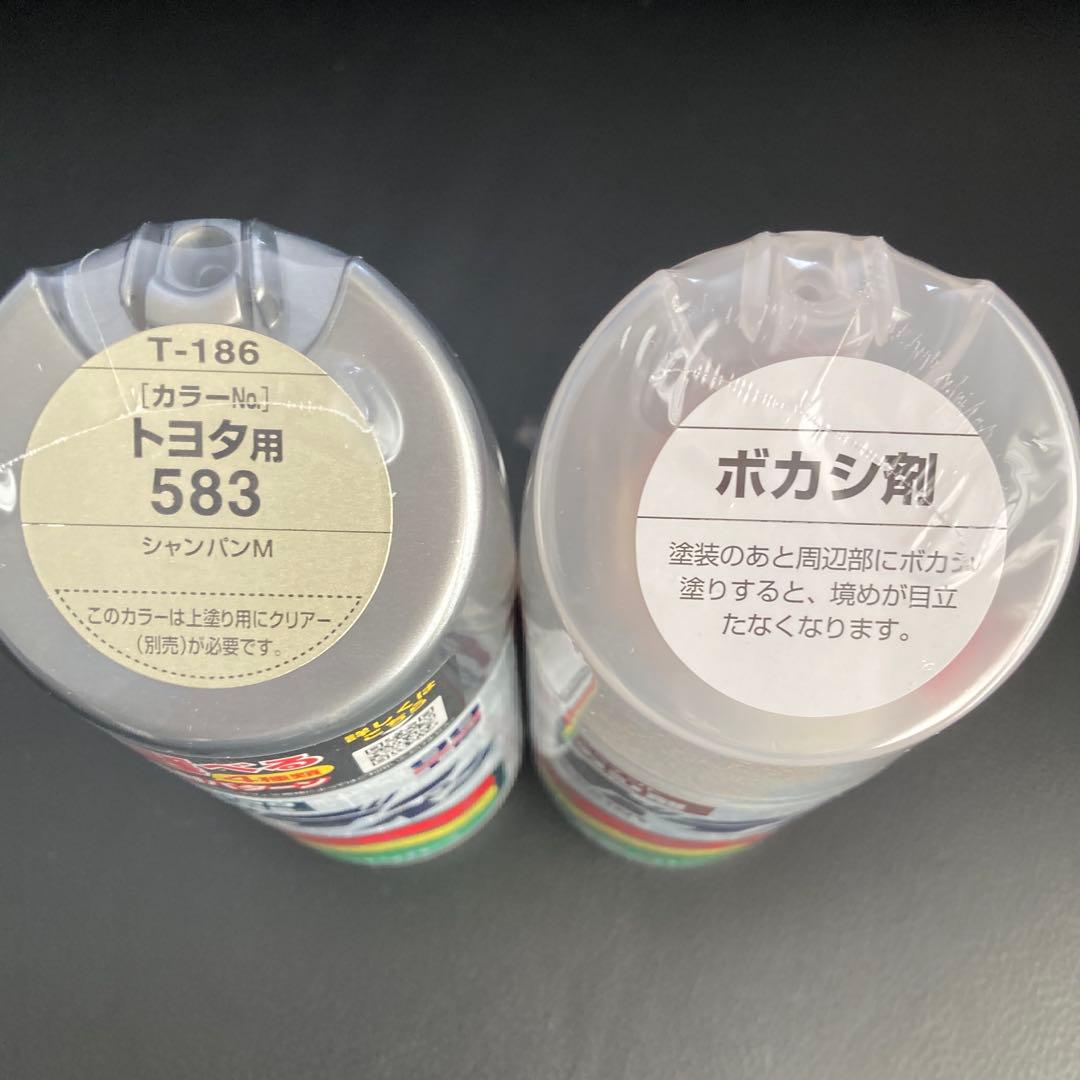 T-186
[カラーNo.]
トヨタ用
583
シャンパンM
このカラーは上塗り用にクリアー
(別売)が必要です。
ボカシ剤
塗装のあと周辺部にボカシ
塗りすると、境めが目立
たなくなります。